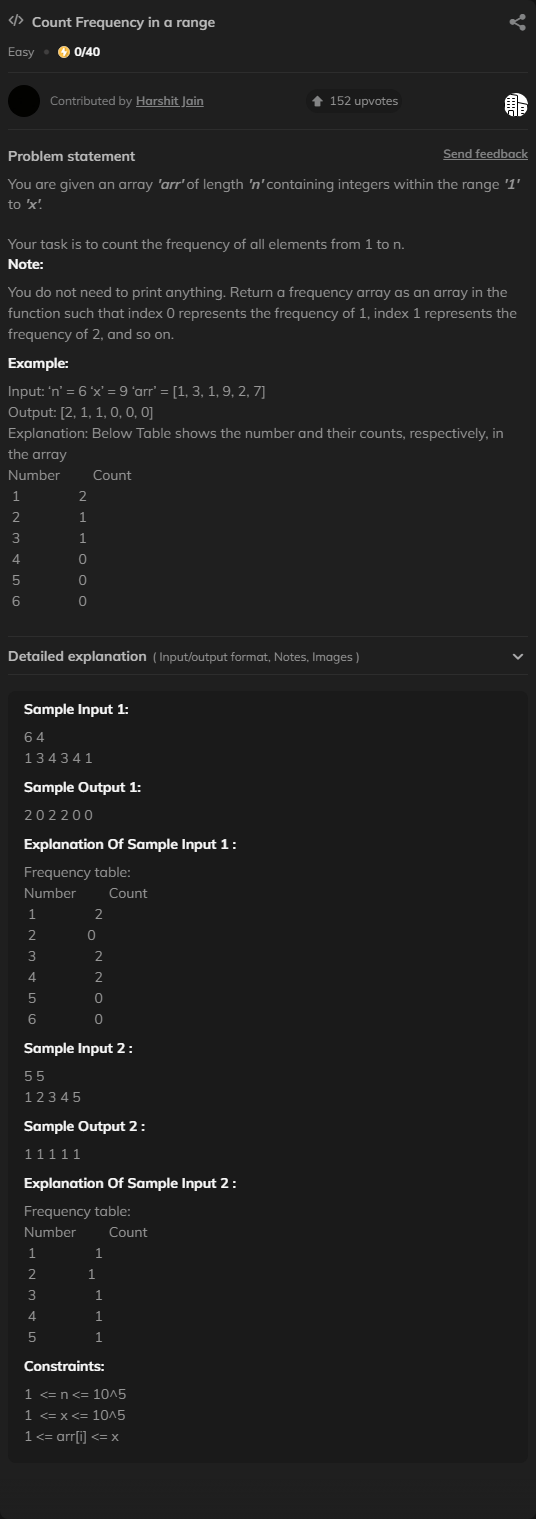 </> Count Frequency in a range
Easy • 0/40
Contributed by Harshit Jain 152 upvotes
Problem statement Send feedback
You are given an array 'arr' of length 'n' containing integers within the range '1'
to 'x'.
Your task is to count the frequency of all elements from 1 to n.
Note:
You do not need to print anything. Return a frequency array as an array in the
function such that index 0 represents the frequency of 1, index 1 represents the
frequency of 2, and so on.
Example:
Input: ‘n’ = 6 ‘x’ = 9 ‘arr’ = [1, 3, 1, 9, 2, 7]
Output: [2, 1, 1, 0, 0, 0]
Explanation: Below Table shows the number and their counts, respectively, in
the array
Number Count
1 2
2 1
3 1
4 0
5 0
6 0
Detailed explanation ( Input/output format, Notes, Images )
Sample Input 1:
6 4
1 3 4 3 4 1
Sample Output 1:
2 0 2 2 0 0
Explanation Of Sample Input 1 :
Frequency table:
Number Count
1 2
2 0
3 2
4 2
5 0
6 0
Sample Input 2 :
5 5
1 2 3 4 5
Sample Output 2 :
1 1 1 1 1
Explanation Of Sample Input 2 :
Frequency table:
Number Count
1 1
2 1
3 1
4 1
5 1
Constraints:
1 <= n <= 10^5
1 <= x <= 10^5
1 <= arr[i] <= x